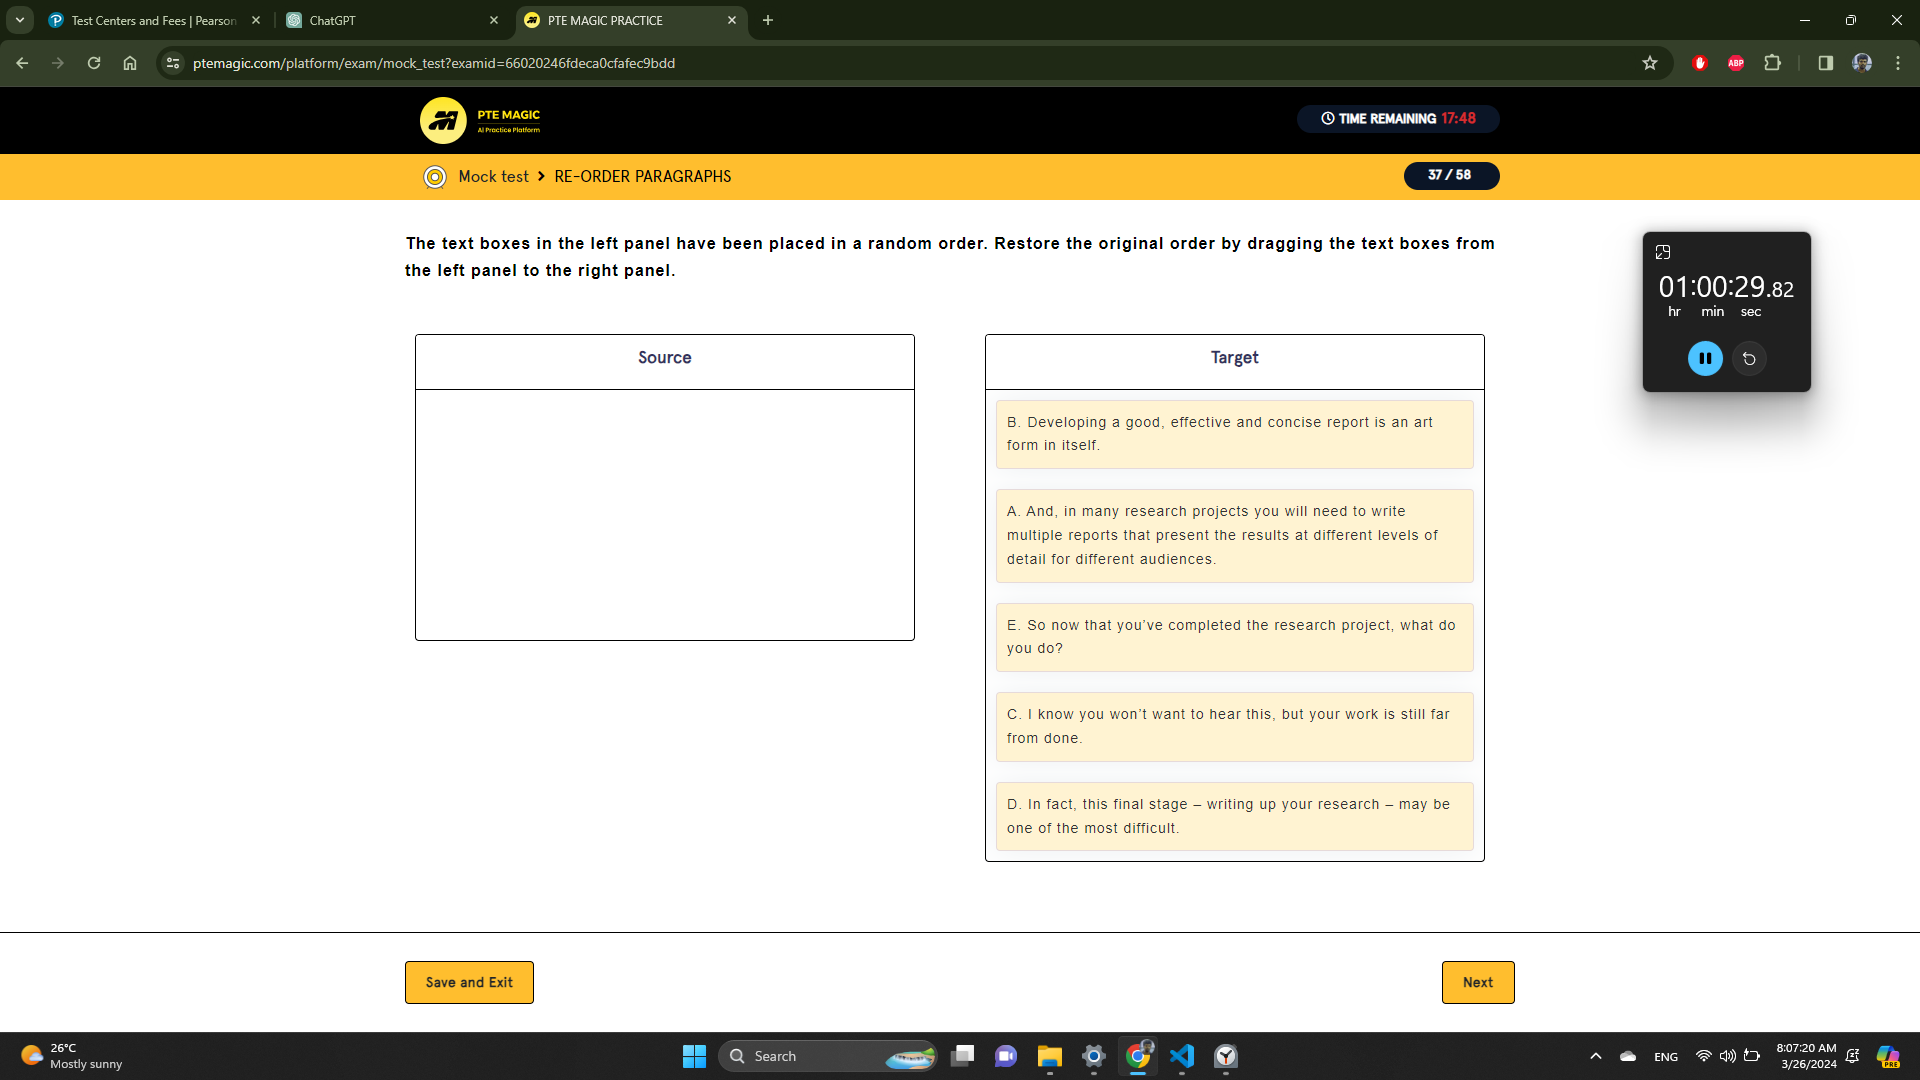 Test Centers and Fees | Pearson
ChatGPT
PTE MAGIC PRACTICE
ptemagic.com/platform/exam/mock_test?examid=66020246fdeca0cfafec9bdd
ABP
PTE MAGIC
AI Practice Platform
TIME REMAINING 17:48
Mock test > RE-ORDER PARAGRAPHS
37 / 58
The text boxes in the left panel have been placed in a random order. Restore the original order by dragging the text boxes from
the left panel to the right panel.
01:00:29.82
hr min sec
Source
Target
B. Developing a good, effective and concise report is an art
form in itself.
A. And, in many research projects you will need to write
multiple reports that present the results at different levels of
detail for different audiences.
E. So now that you’ve completed the research project, what do
you do?
C. I know you won’t want to hear this, but your work is still far
from done.
D. In fact, this final stage – writing up your research – may be
one of the most difficult.
Save and Exit
Next
26°C
Mostly sunny
Search
ENG
8:07:20 AM
3/26/2024
PRE